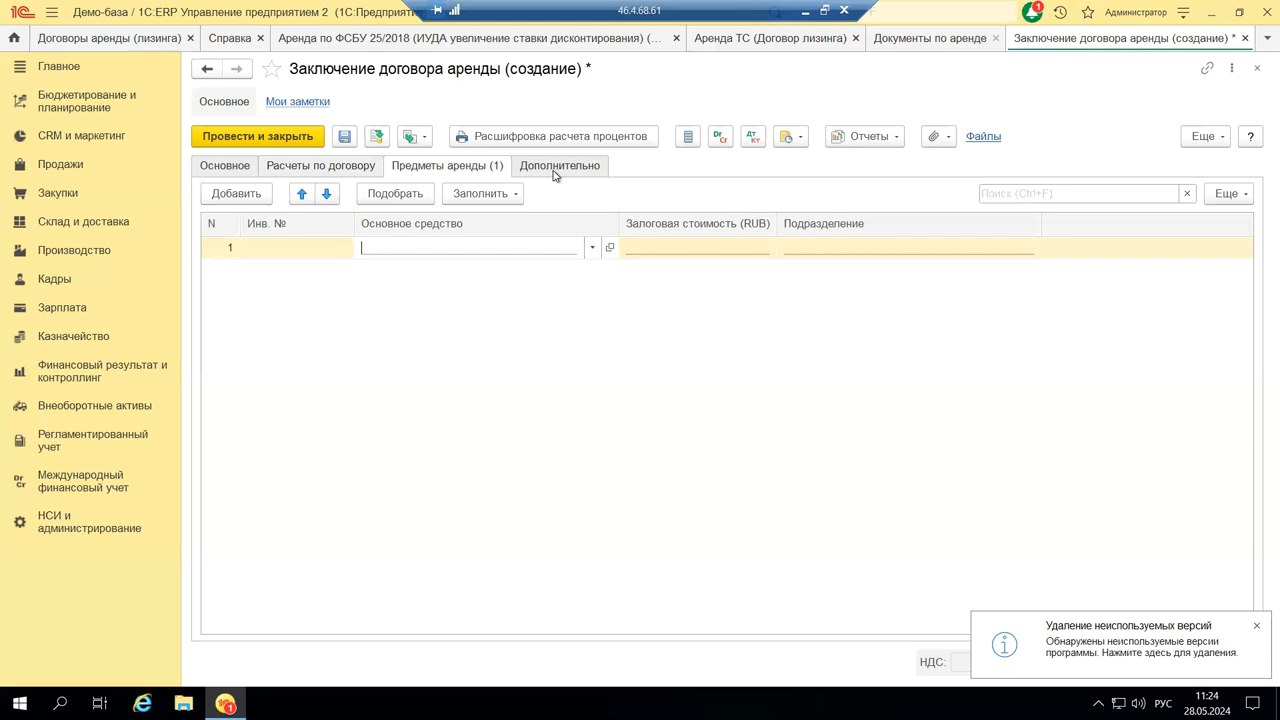 Демо-база / 1С:ERP Управление предприятием 2 (1С:Предприяти
46.4.68.61
1
Администратор
Договоры аренды (лизинга) ×
Справка ×
Аренда по ФСБУ 25/2018 (ИУДА увеличение ставки дисконтирования) (... ×
Аренда ТС (Договор лизинга) ×
Документы по аренде ×
Заключение договора аренды (создание) * ×
Главное
Бюджетирование и
планирование
CRM и маркетинг
Продажи
Закупки
Склад и доставка
Производство
Кадры
Зарплата
Казначейство
Финансовый результат и
контроллинг
Внеоборотные активы
Регламентированный
учет
Международный
финансовый учет
НСИ и
администрирование
Заключение договора аренды (создание) *
Основное
Мои заметки
Провести и закрыть
Расшифровка расчета процентов
Отчеты
Файлы
Еще
?
Основное
Расчеты по договору
Предметы аренды (1)
Дополнительно
Добавить
Подобрать
Заполнить
Поиск (Ctrl+F)
×
Еще
N
Инв. №
Основное средство
Залоговая стоимость (RUB)
Подразделение
1
НДС:
Удаление неиспользуемых версий
Обнаружены неиспользуемые версии
программы. Нажмите здесь для удаления.
РУС
11:24
28.05.2024